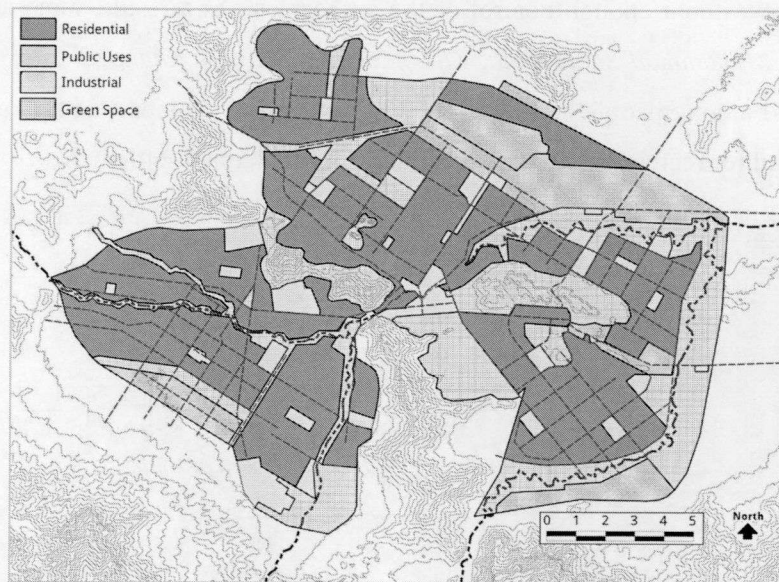 Residential
Public Uses
Industrial
Green Space
0 1 2 3 4 5
North